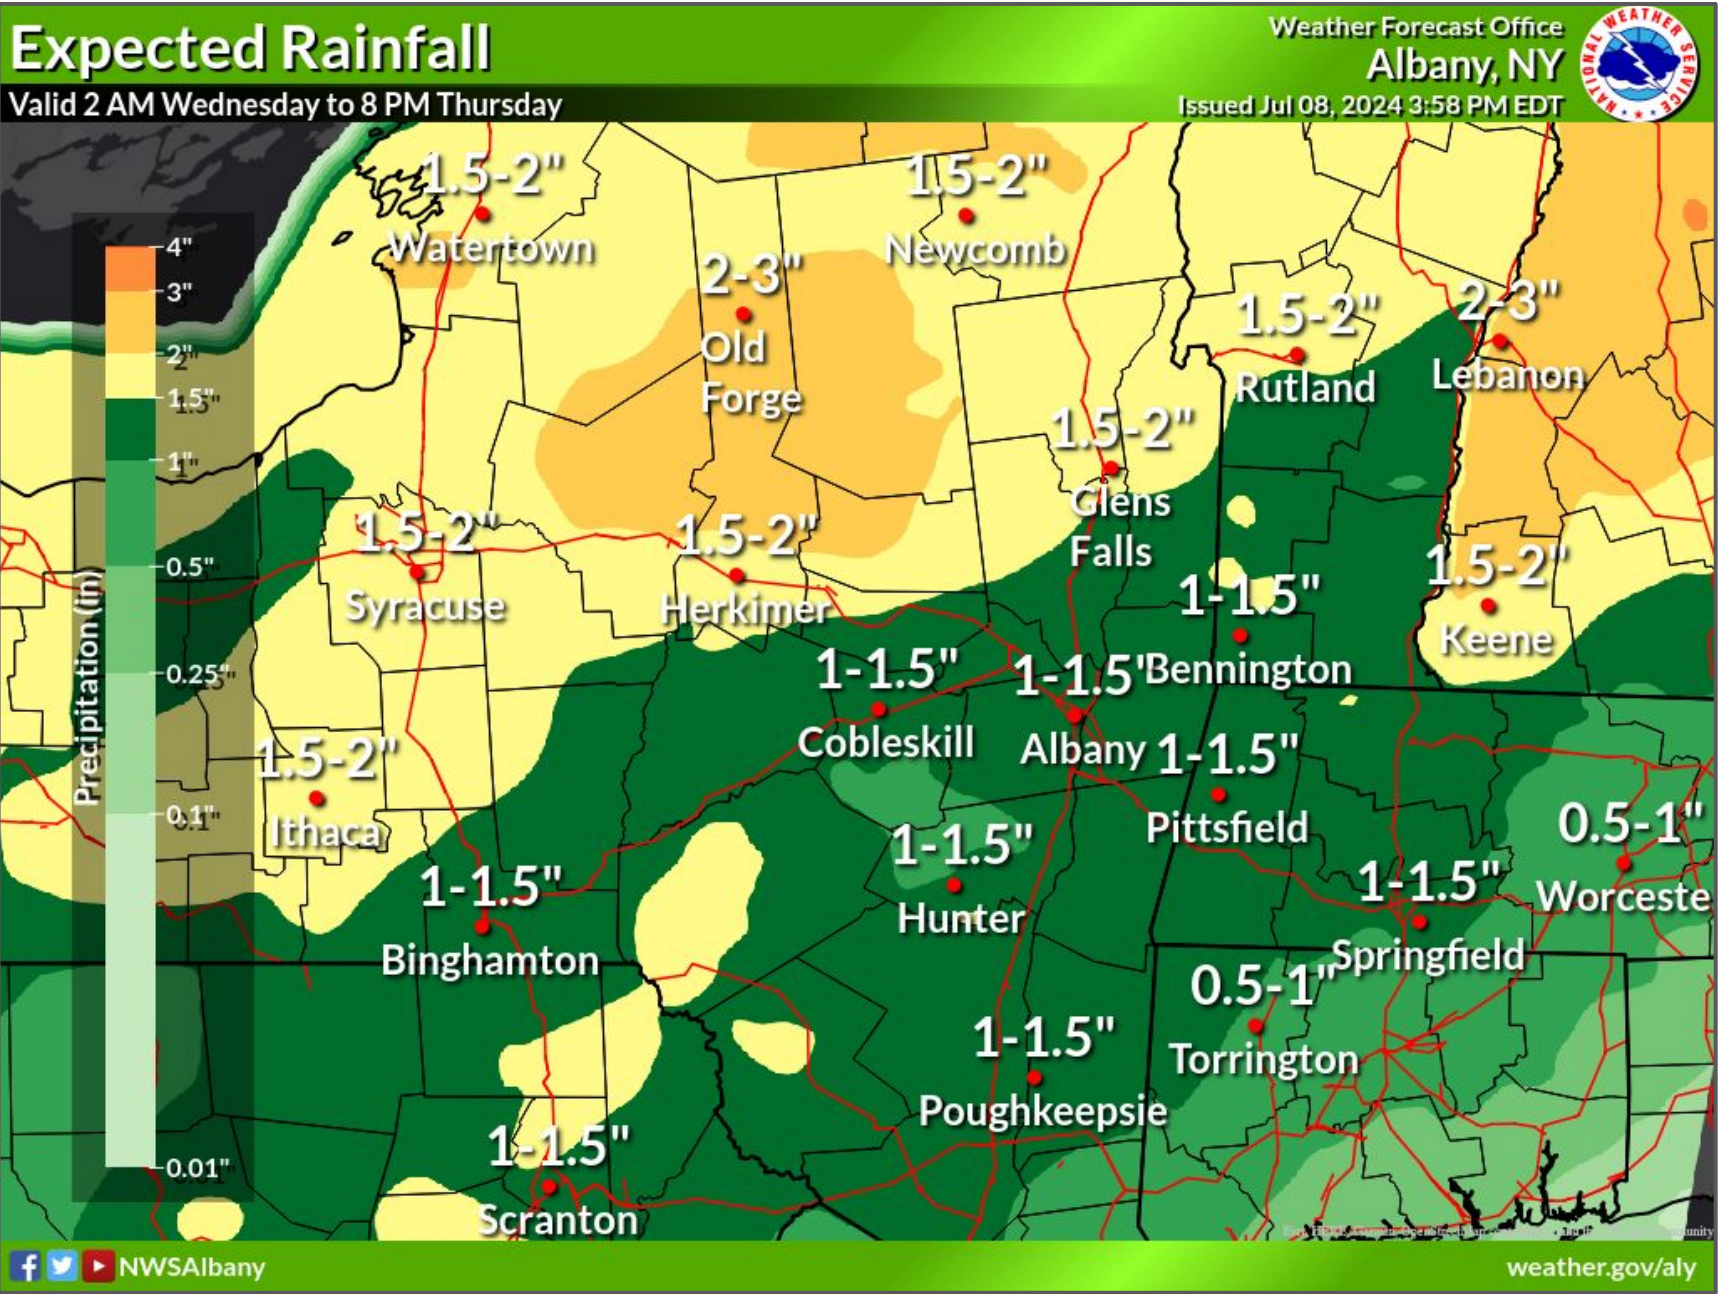 Expected Rainfall
Valid 2 AM Wednesday to 8 PM Thursday
Weather Forecast Office
Albany, NY
Issued Jul 08, 2024 3:58 PM EDT
NATIONAL WEATHER SERVICE
1.5-2"
Watertown
1.5-2"
Newcomb
2-3"
Old
Forge
1.5-2"
Rutland
2-3"
Lebanon
1.5-2"
Glens
Falls
1.5-2"
Syracuse
1.5-2"
Herkimer
1-1.5"
Bennington
1.5-2"
Keene
1-1.5"
Cobleskill
1-1.5"
Albany
1-1.5"
Pittsfield
1.5-2"
Ithaca
1-1.5"
Binghamton
1-1.5"
Hunter
1-1.5"
Springfield
0.5-1"
Worceste
0.5-1"
Torrington
1-1.5"
Poughkeepsie
1-1.5"
Scranton
Precipitation (in)
4"
3"
2"
1.5"
1"
0.5"
0.25"
0.1"
0.01"
NWSAlbany
weather.gov/aly